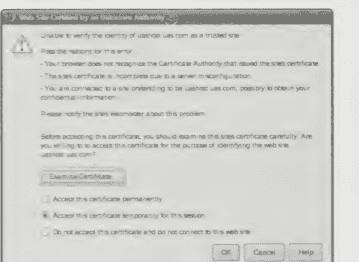 Web Site Certified by an Unknown Authority
Unable to verify the identity of uashost.uas.com as a trusted site.
Possible reasons for this error:
- Your browser does not recognize the Certificate Authority that issued the site's certificate.
- The site's certificate is incomplete due to a server misconfiguration.
- You are connected to a site pretending to be uashost.uas.com, possibly to obtain your
confidential information.
Please notify the site's webmaster about this problem.
Before accepting this certificate, you should examine this site's certificate carefully. Are
you willing to to accept this certificate for the purpose of identifying the web site
uashost.uas.com?
Examine Certificate...
Accept this certificate permanently
Accept this certificate temporarily for this session
Do not accept this certificate and do not connect to this web site
OK Cancel Help